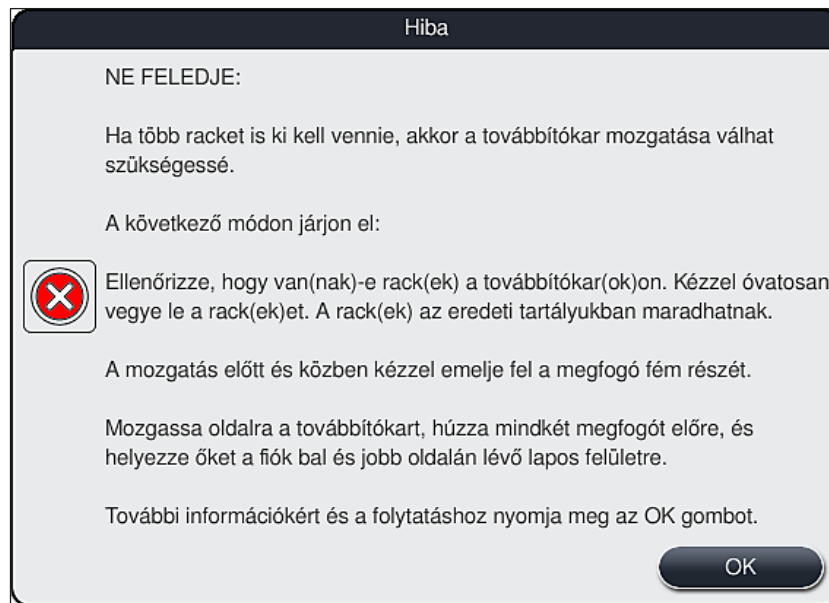 Hiba
NE FELEDJE:
Ha több racket is ki kell vennie, akkor a továbbítókar mozgatása válhat
szükségessé.
A következő módon járjon el:
Ellenőrizze, hogy van(nak)-e rack(ek) a továbbítókar(ok)on. Kézzel óvatosan
vegye le a rack(ek)et. A rack(ek) az eredeti tartályukban maradhatnak.
A mozgatás előtt és közben kézzel emelje fel a megfogó fém részét.
Mozgassa oldalra a továbbítókart, húzza mindkét megfogót előre, és
helyezze őket a fiók bal és jobb oldalán lévő lapos felületre.
További információkért és a folytatáshoz nyomja meg az OK gombot.
OK